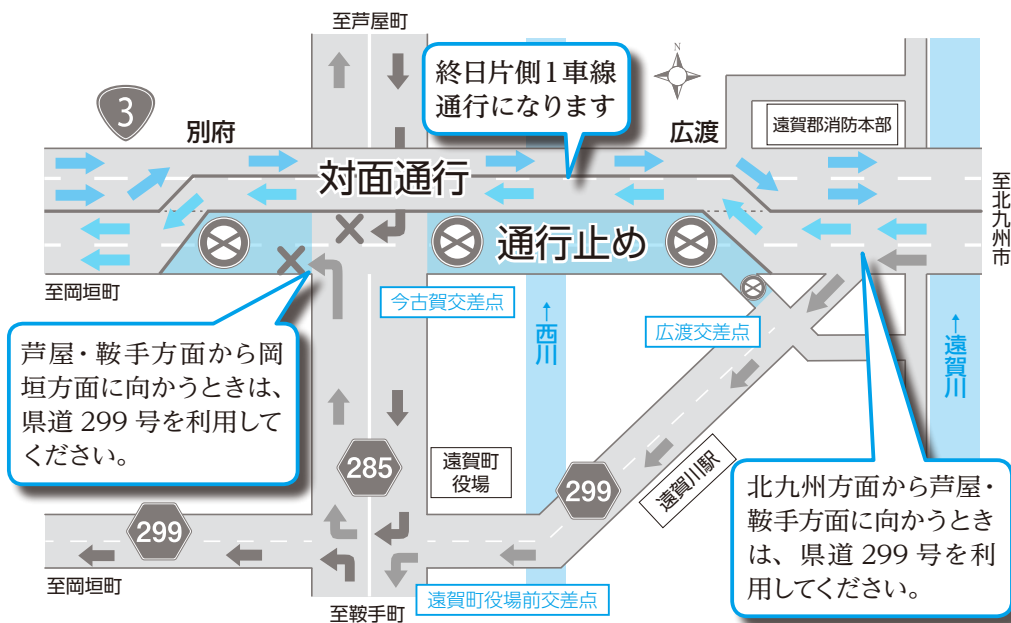 至芦屋町
終日片側1車線
通行になります
N
3
別府
広渡
遠賀郡消防本部
対面通行
至北九州市
通行止め
至岡垣町
今古賀交差点
↑西川
広渡交差点
↑遠賀川
芦屋・鞍手方面から岡
垣方面に向かうときは、
県道 299 号を利用して
ください。
285
遠賀町
役場
299
遠賀川駅
北九州方面から芦屋・
鞍手方面に向かうとき
は、県道 299 号を利
用してください。
299
至岡垣町
遠賀町役場前交差点
至鞍手町